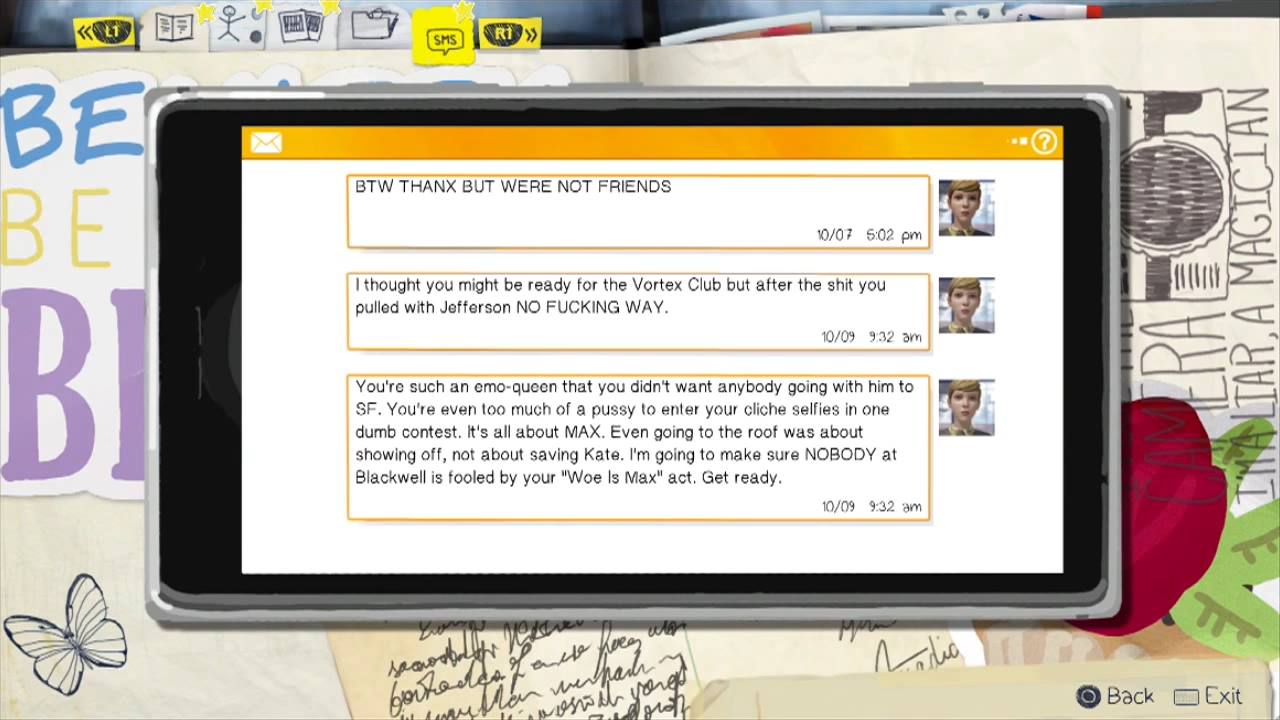 L1
SMS
R1
BE
BE
BTW THANX BUT WERE NOT FRIENDS
10/07 5:02 pm
I thought you might be ready for the Vortex Club but after the shit you
pulled with Jefferson NO FUCKING WAY.
10/09 9:32 am
You're such an emo-queen that you didn't want anybody going with him to
SF. You're even too much of a pussy to enter your cliche selfies in one
dumb contest. It's all about MAX. Even going to the roof was about
showing off, not about saving Kate. I'm going to make sure NOBODY at
Blackwell is fooled by your "Woe Is Max" act. Get ready.
10/09 9:32 am
THE
CAMERA
I'M A
LIAR, A MAGICIAN
Back
Exit